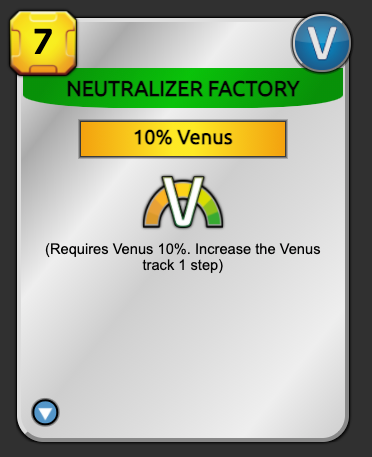 7
V
NEUTRALIZER FACTORY
10% Venus
V
(Requires Venus 10%. Increase the Venus
track 1 step)